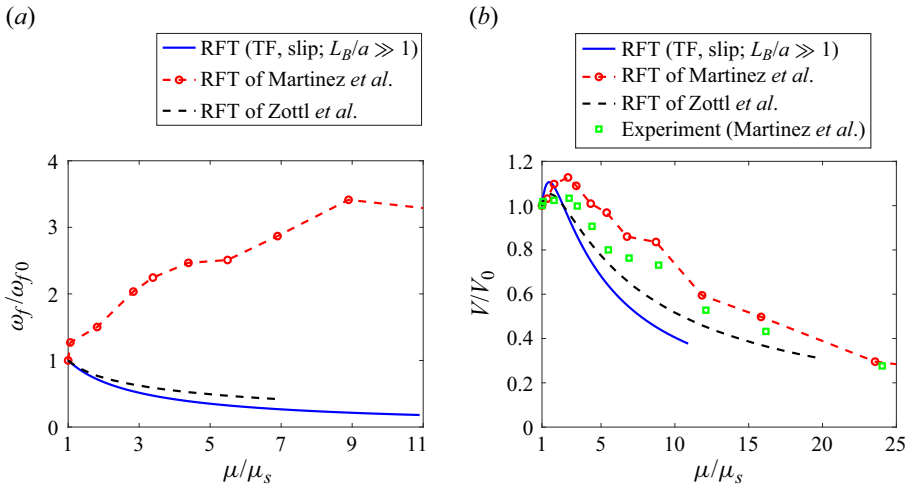 (a)
RFT (TF, slip; L_B/a ≫ 1)
RFT of Martinez et al.
RFT of Zottl et al.
4
3
2
1
0
ω_f/ω_f0
1 3 5 7 9 11
μ/μ_s
(b)
RFT (TF, slip; L_B/a ≫ 1)
RFT of Martinez et al.
RFT of Zottl et al.
Experiment (Martinez et al.)
1.2
1.0
0.8
0.6
0.4
0.2
0
V/V_0
1 5 10 15 20 25
μ/μ_s